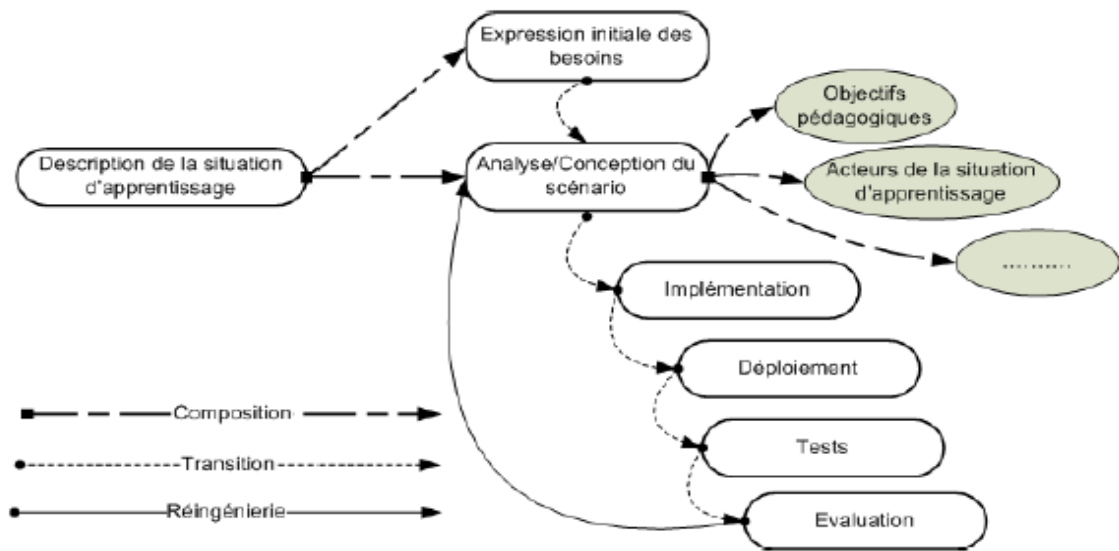 Expression initiale des
besoins
Objectifs
pédagogiques
Description de la situation
d'apprentissage
Analyse/Conception du
scénario
Acteurs de la situation
d'apprentissage
..........
Implémentation
Déploiement
Composition
Tests
Transition
Réingénierie
Evaluation